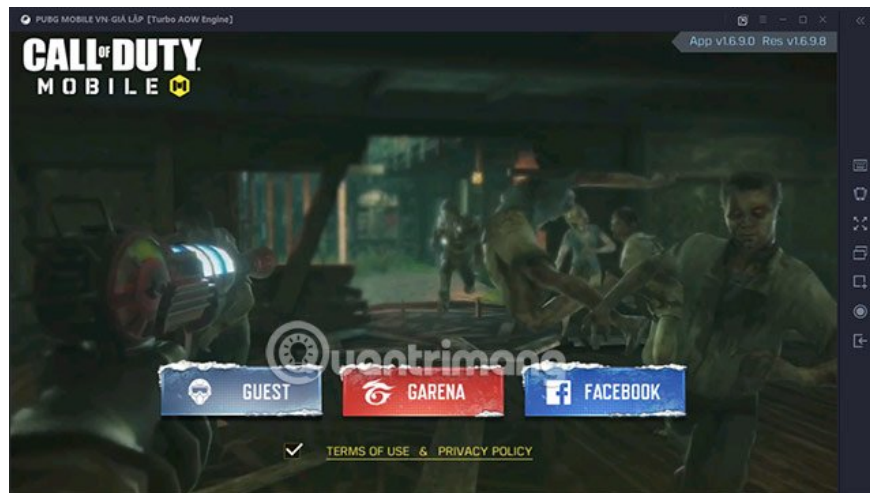 PUBG MOBILE VN-GIẢ LẬP [Turbo AOW Engine]
App v1.6.9.0 Res v1.6.9.8
CALL OF DUTY
MOBILE
Quantrimang
GUEST
GARENA
FACEBOOK
TERMS OF USE & PRIVACY POLICY